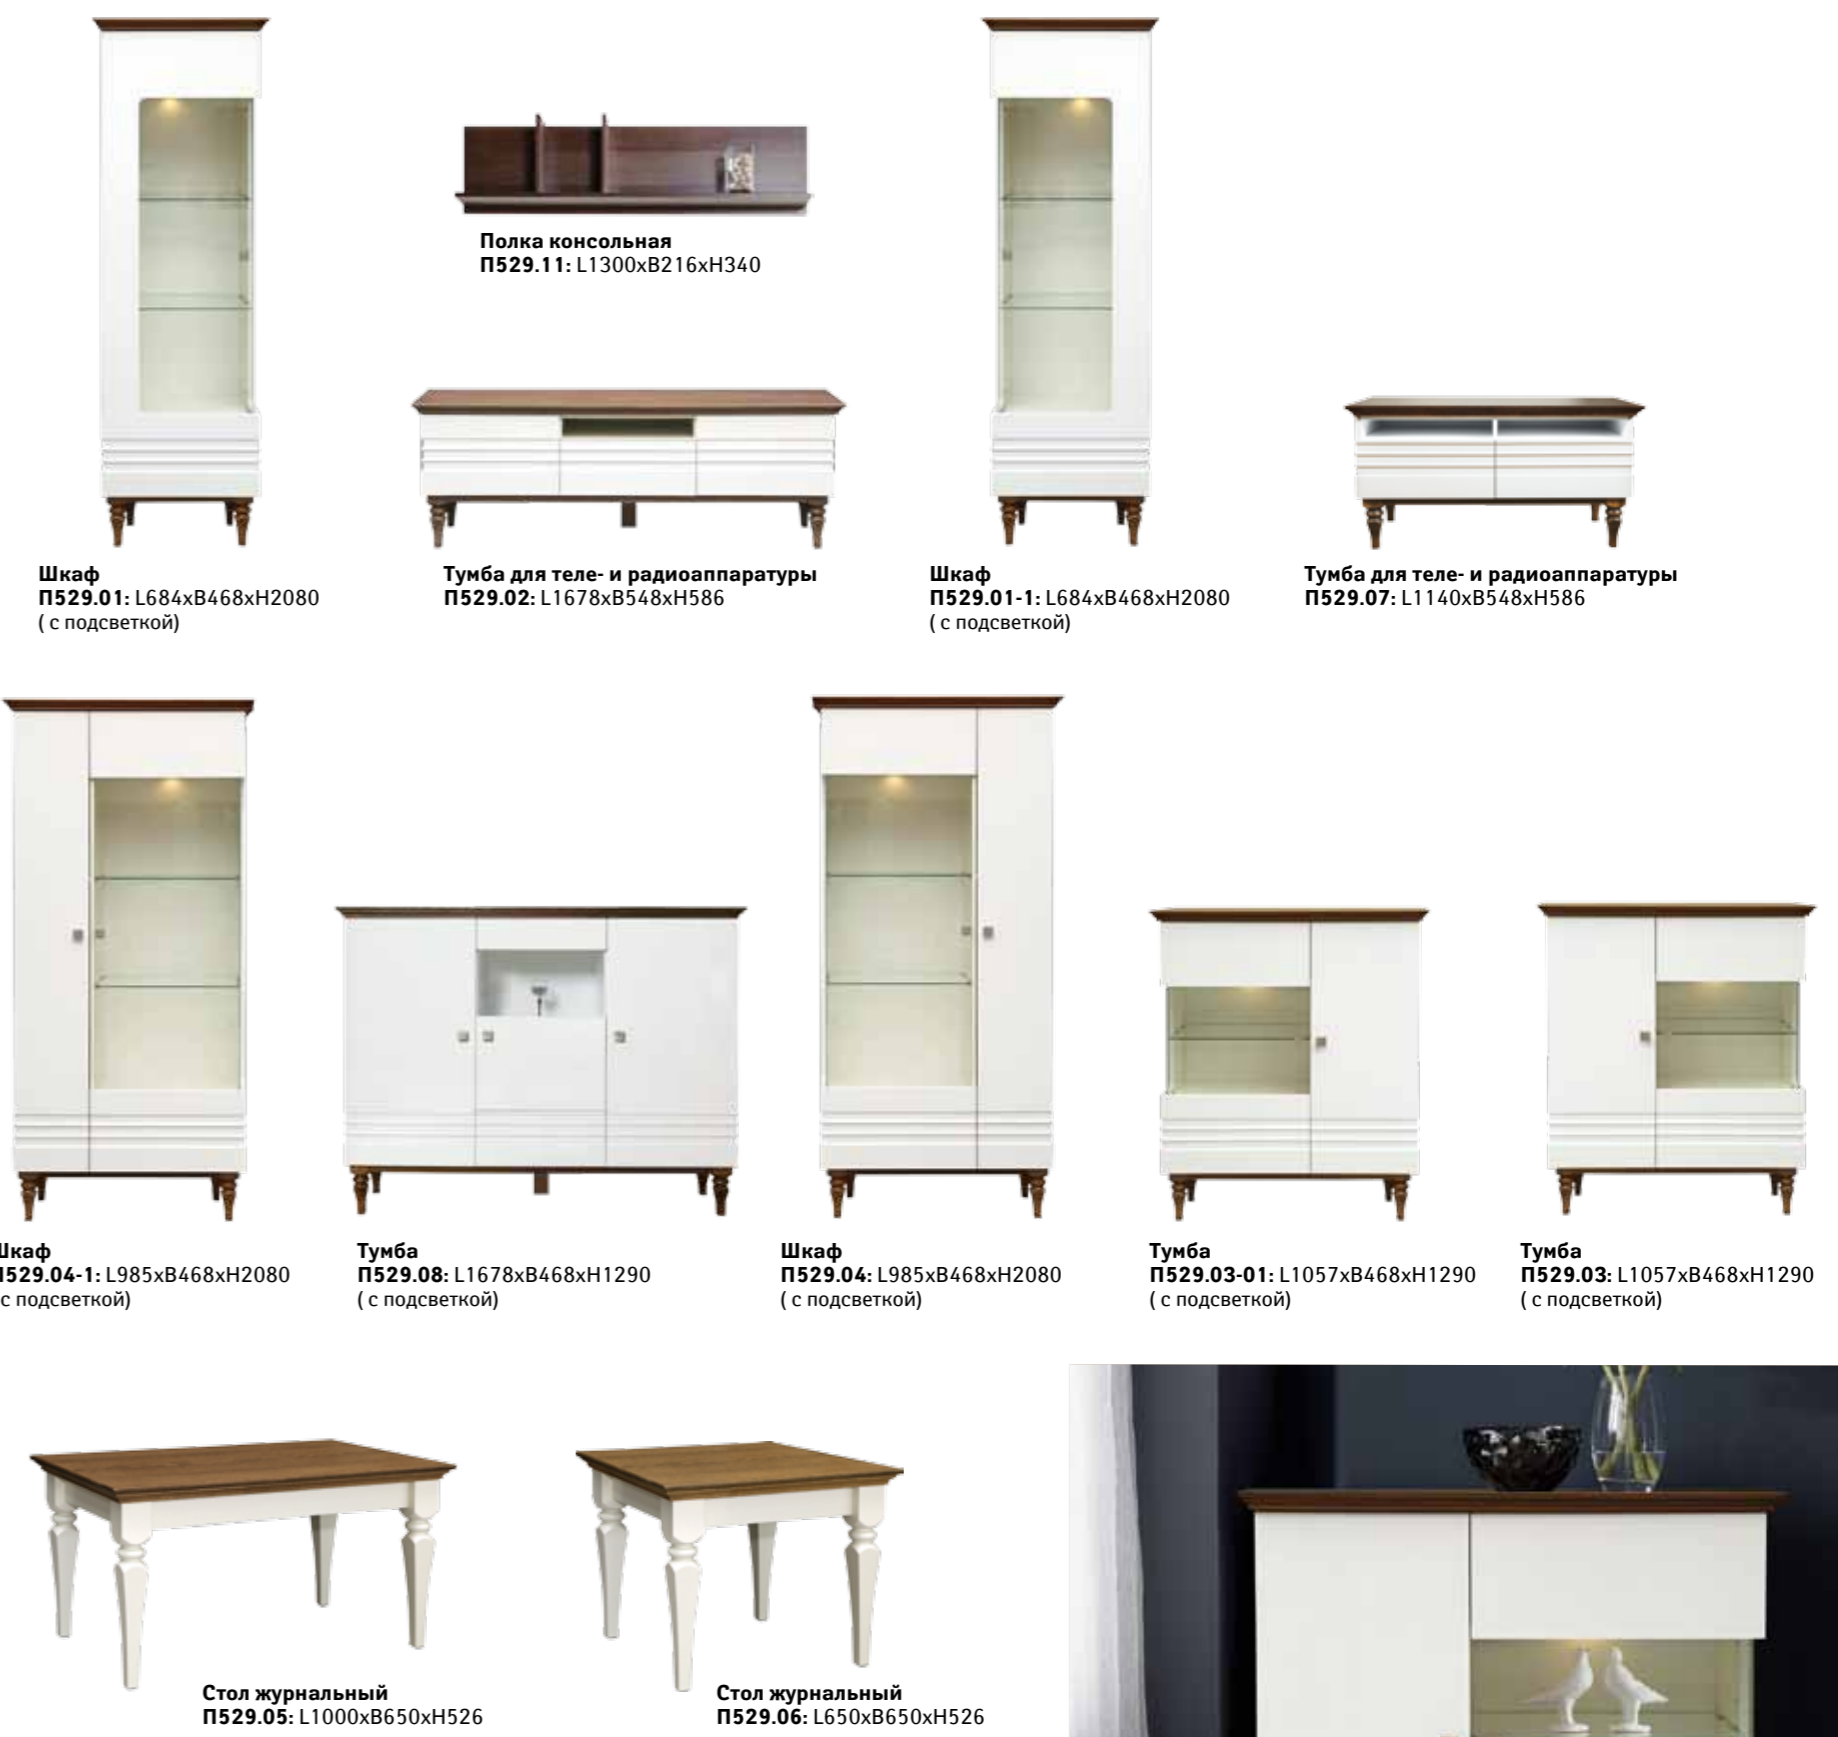 Полка консольная
П529.11: L1300xB216xH340
Шкаф
П529.01: L684xB468xH2080
( с подсветкой)
Тумба для теле- и радиоаппаратуры
П529.02: L1678xB548xH586
Шкаф
П529.01-1: L684xB468xH2080
( с подсветкой)
Тумба для теле- и радиоаппаратуры
П529.07: L1140xB548xH586
Шкаф
П529.04-1: L985xB468xH2080
с подсветкой)
Тумба
П529.08: L1678xB468xH1290
( с подсветкой)
Шкаф
П529.04: L985xB468xH2080
( с подсветкой)
Тумба
П529.03-01: L1057xB468xH1290
( с подсветкой)
Тумба
П529.03: L1057xB468xH1290
( с подсветкой)
Стол журнальный
П529.05: L1000xB650xH526
Стол журнальный
П529.06: L650xB650xH526